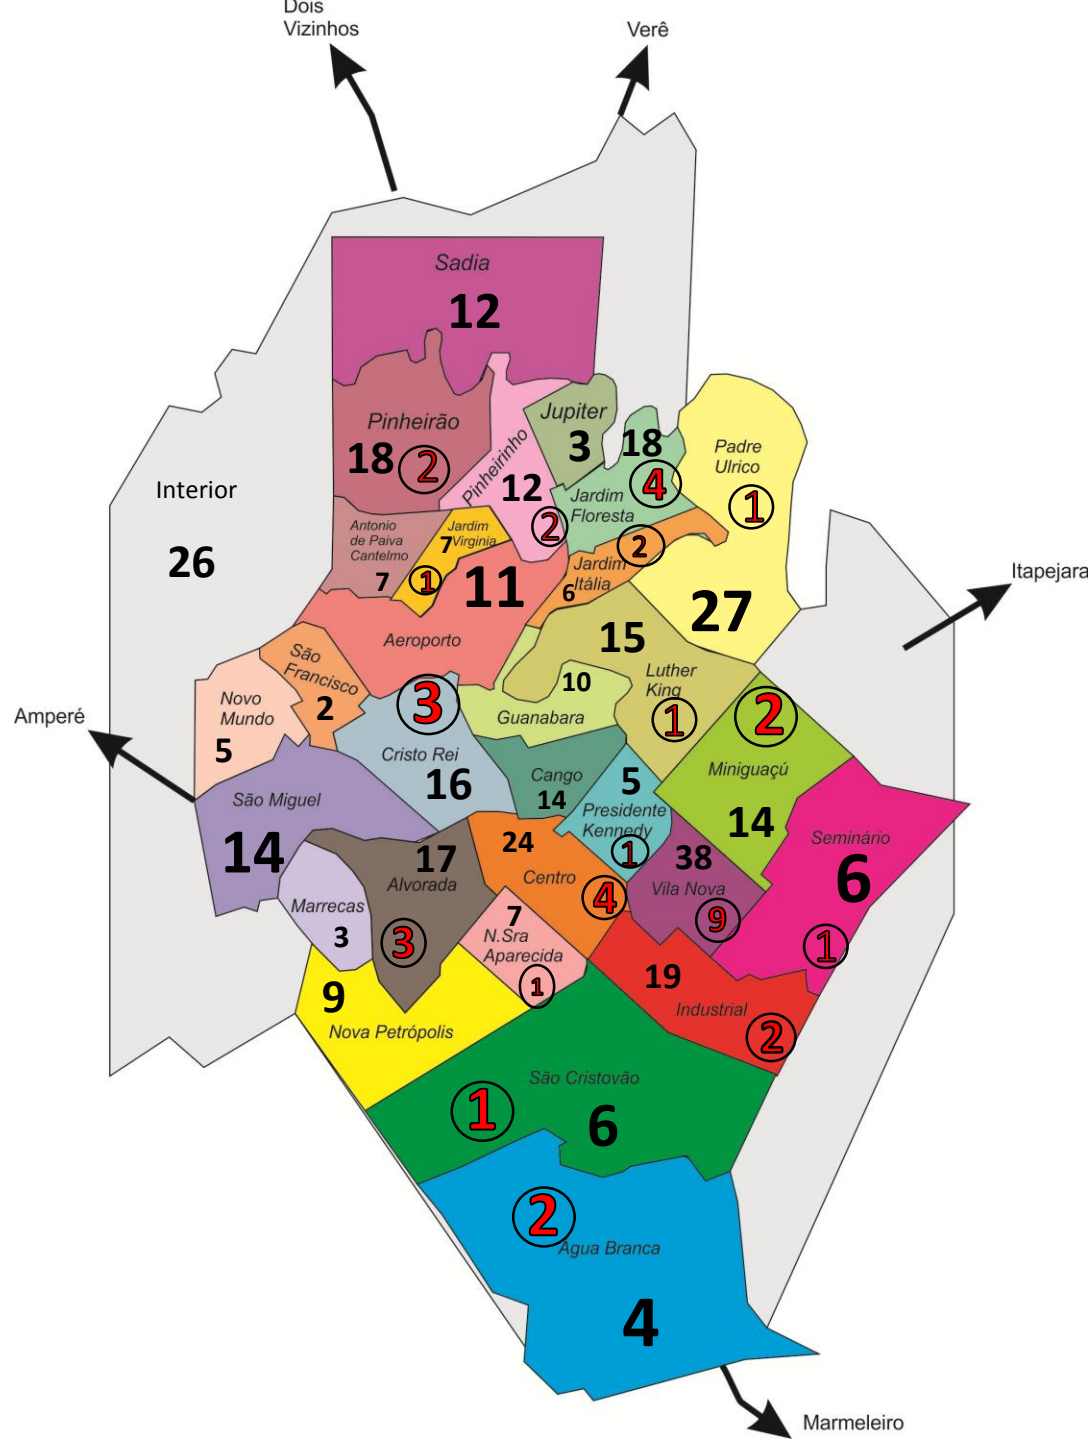 Dois
Vizinhos
Verê
Sadia
12
Pinheirão
18
2
Pinheirinho
12
2
Jupiter
3
18
4
Jardim
Floresta
Padre
Ulrico
1
27
Interior
26
Antonio
de Paiva
Cantelmo
7
Jardim
Virginia
7
1
11
Aeroporto
2
Jardim
Itália
6
Itapejara
15
Luther
King
1
10
Guanabara
São
Francisco
2
Novo
Mundo
5
Amperé
3
Cristo Rei
16
2
Miniguaçú
14
Cango
14
5
Presidente
Kennedy
1
São Miguel
14
17
Alvorada
3
24
Centro
4
38
Vila Nova
9
Seminário
6
1
Marrecas
3
7
N.Sra
Aparecida
1
19
Industrial
2
9
Nova Petrópolis
São Cristovão
1
6
2
Agua Branca
4
Marmeleiro